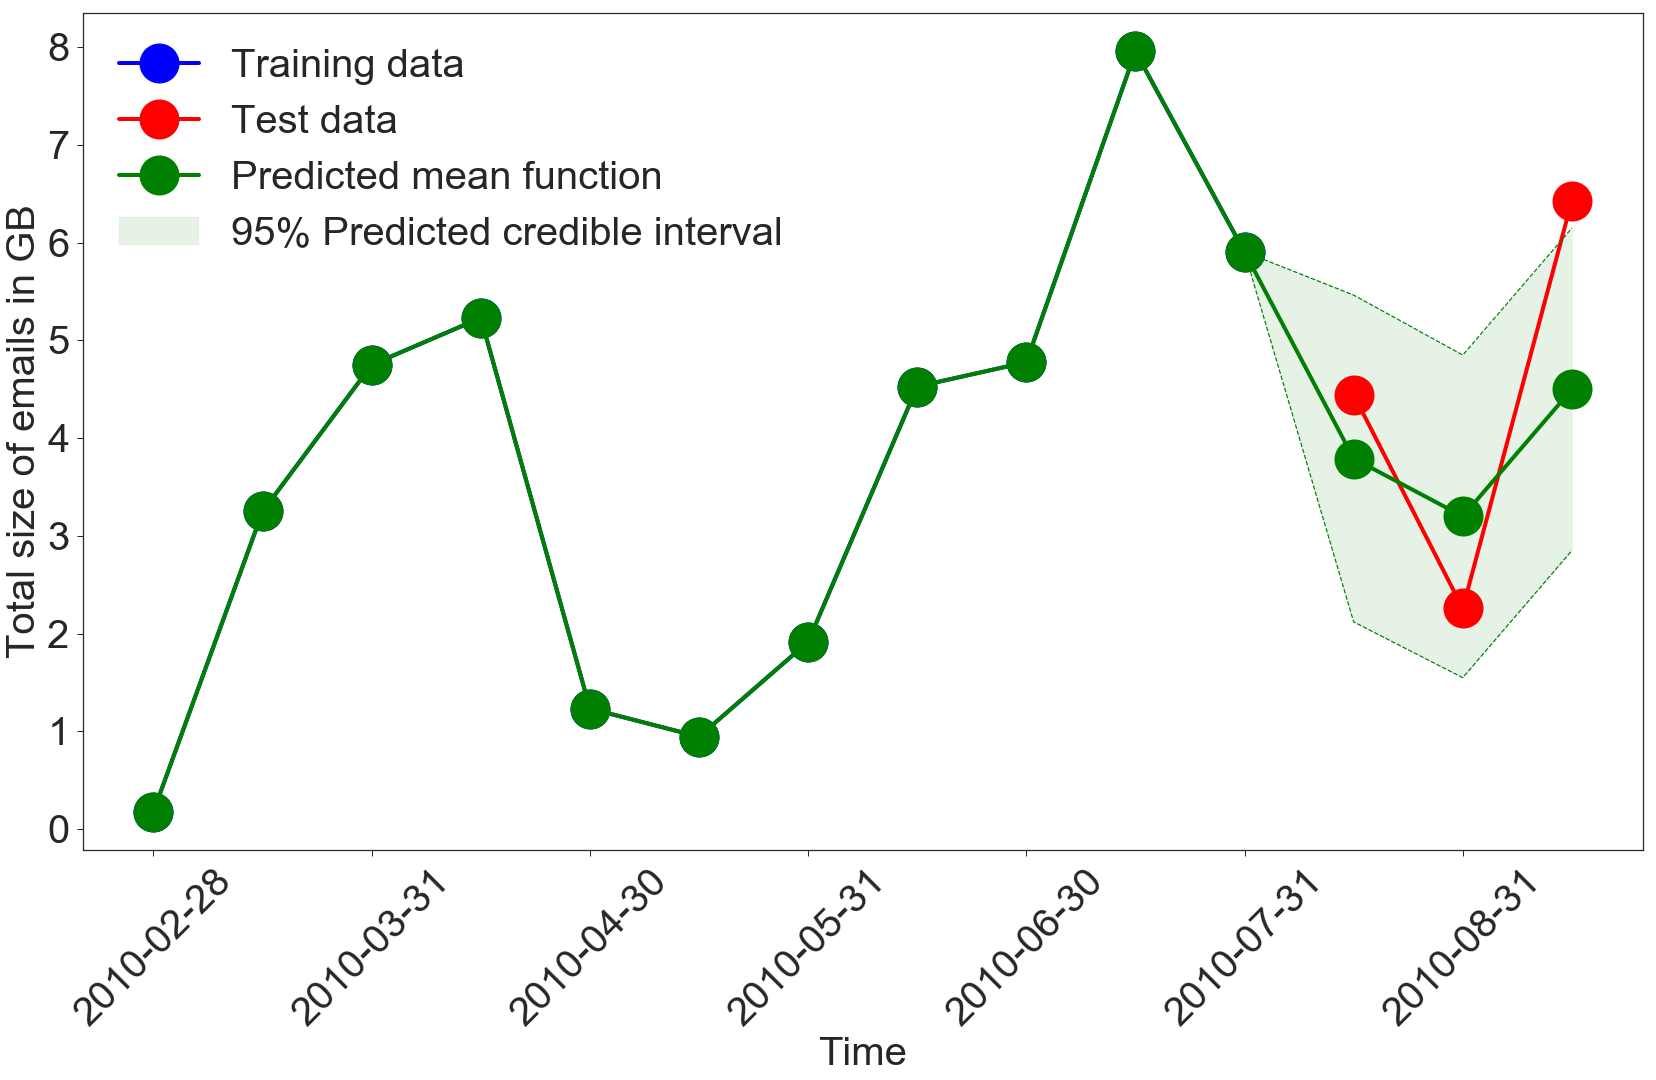 Total size of emails in GB
8
7
6
5
4
3
2
1
0
Training data
Test data
Predicted mean function
95% Predicted credible interval
2010-02-28
2010-03-31
2010-04-30
2010-05-31
2010-06-30
2010-07-31
2010-08-31
Time